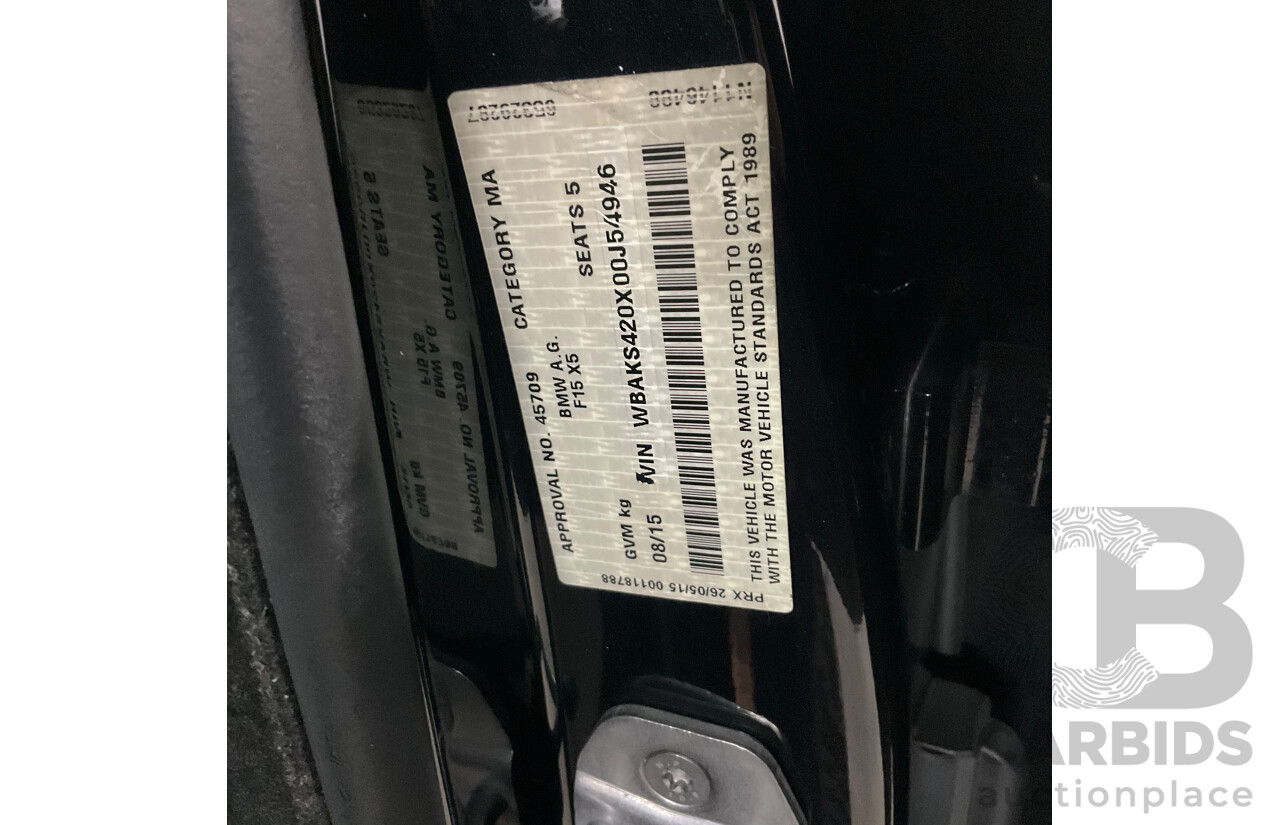 APPROVAL NO. 45709 CATEGORY MA
BMW A.G.
F15 X5
SEATS 5
GVM kg
08/15
VIN WBAKS420X00J54946
THIS VEHICLE WAS MANUFACTURED TO COMPLY
WITH THE MOTOR VEHICLE STANDARDS ACT 1989
PRX 26/05/15 00118788
ARBIDS
auctionplace